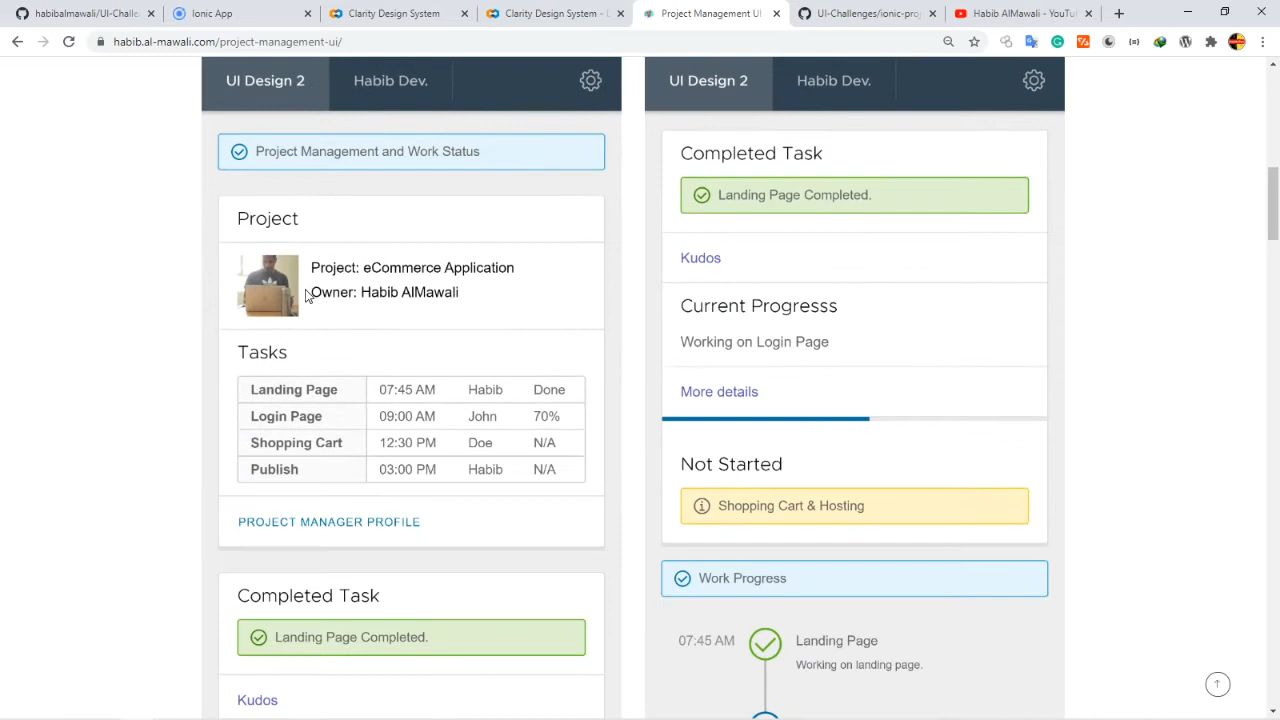 habibalmawali/UI-Challe
Ionic App
Clarity Design System
Clarity Design System - D
Project Management UI
UI-Challenges/ionic-proj
Habib AlMawali - YouTu
habib.al-mawali.com/project-management-ui/
UI Design 2
Habib Dev.
Project Management and Work Status
Project
Project: eCommerce Application
Owner: Habib AlMawali
Tasks
Landing Page 07:45 AM Habib Done
Login Page 09:00 AM John 70%
Shopping Cart 12:30 PM Doe N/A
Publish 03:00 PM Habib N/A
PROJECT MANAGER PROFILE
Completed Task
Landing Page Completed.
Kudos
UI Design 2
Habib Dev.
Completed Task
Landing Page Completed.
Kudos
Current Progresss
Working on Login Page
More details
Not Started
Shopping Cart & Hosting
Work Progress
07:45 AM
Landing Page
Working on landing page.